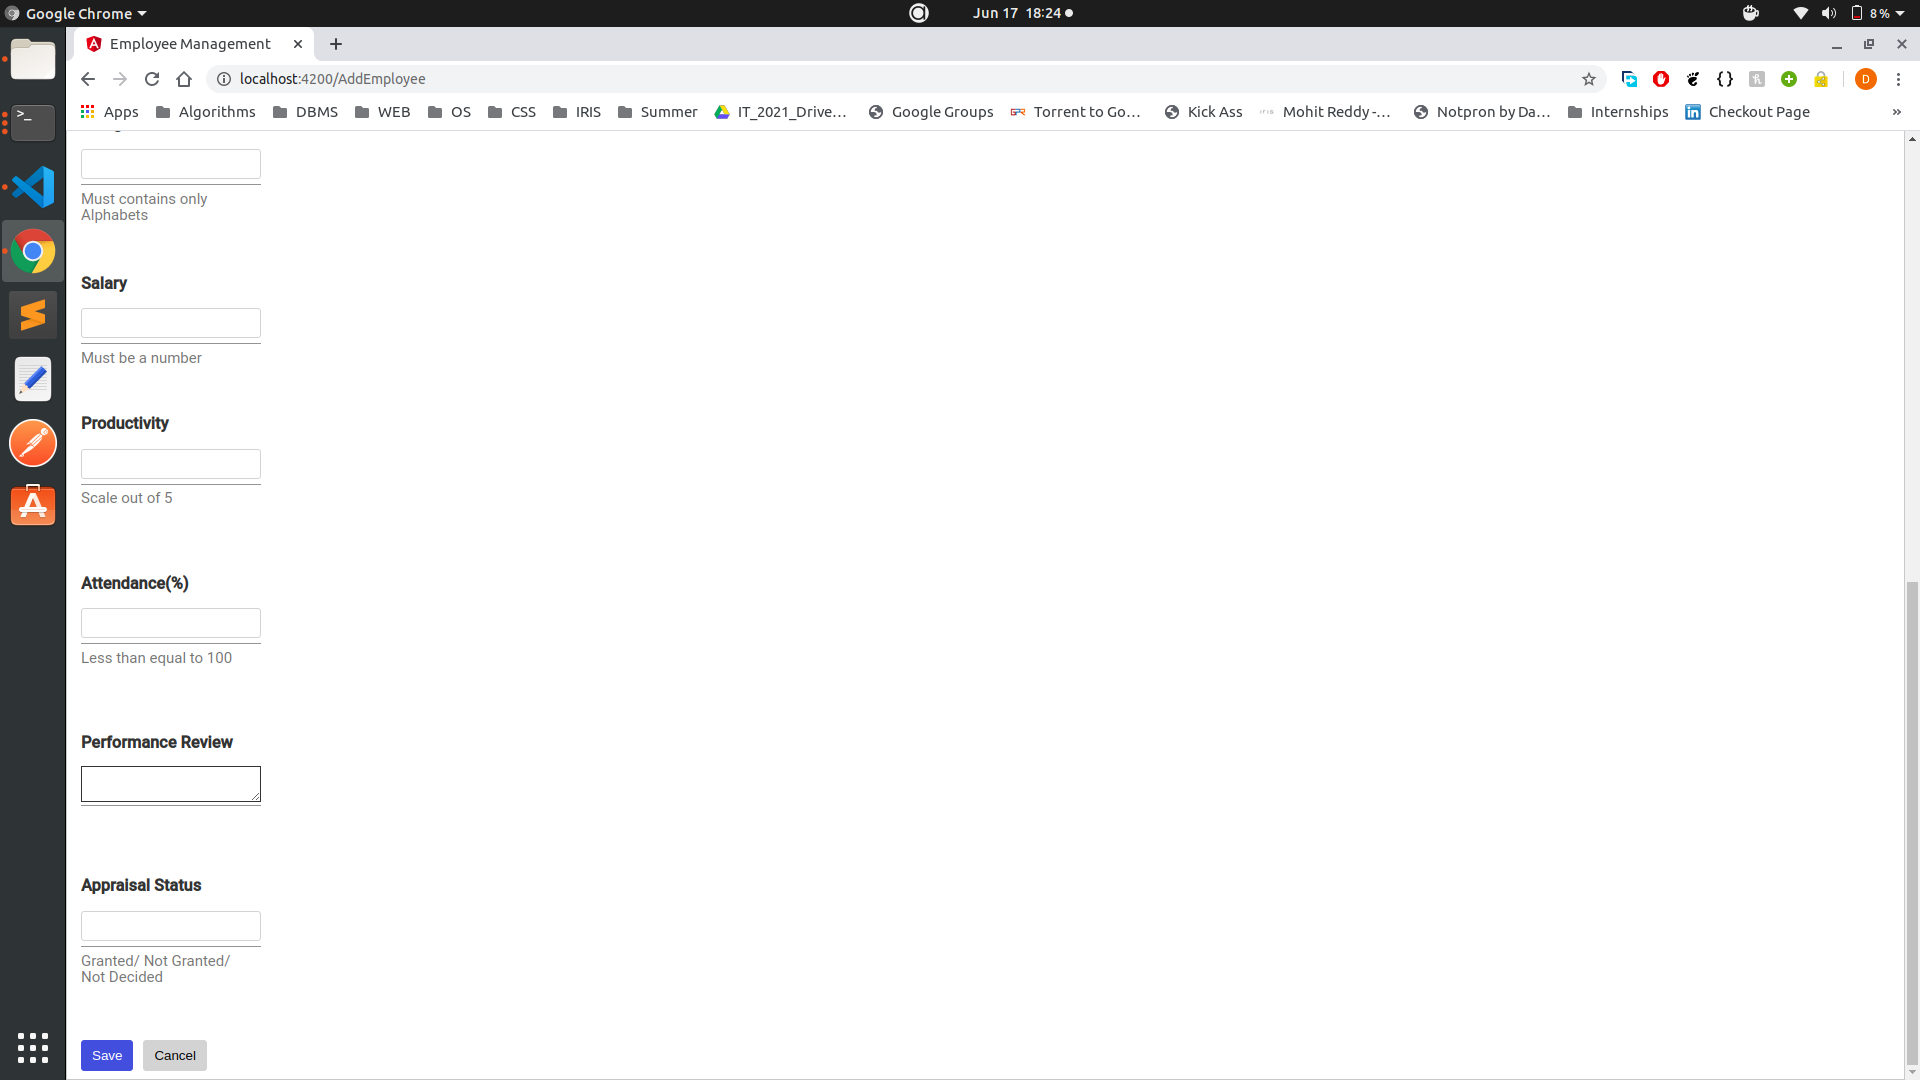 Google Chrome
Jun 17 18:24
8 %
Employee Management
localhost:4200/AddEmployee
D
Apps
Algorithms
DBMS
WEB
OS
CSS
IRIS
Summer
IT_2021_Drive…
Google Groups
Torrent to Go…
Kick Ass
Mohit Reddy -…
Notpron by Da…
Internships
Checkout Page
»
Must contains only
Alphabets
Salary
Must be a number
Productivity
Scale out of 5
Attendance(%)
Less than equal to 100
Performance Review
Appraisal Status
Granted/ Not Granted/
Not Decided
Save
Cancel